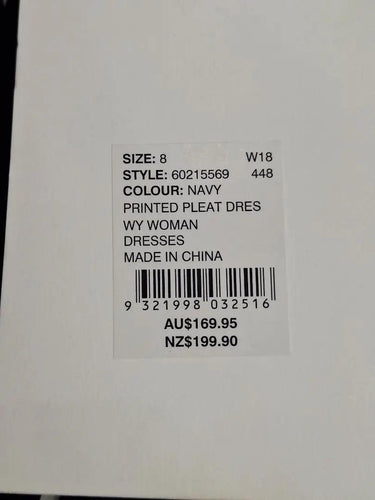 SIZE: 8 W18
STYLE: 60215569 448
COLOUR: NAVY
PRINTED PLEAT DRES
WY WOMAN
DRESSES
MADE IN CHINA
9 321998 032516
AU$169.95
NZ$199.90